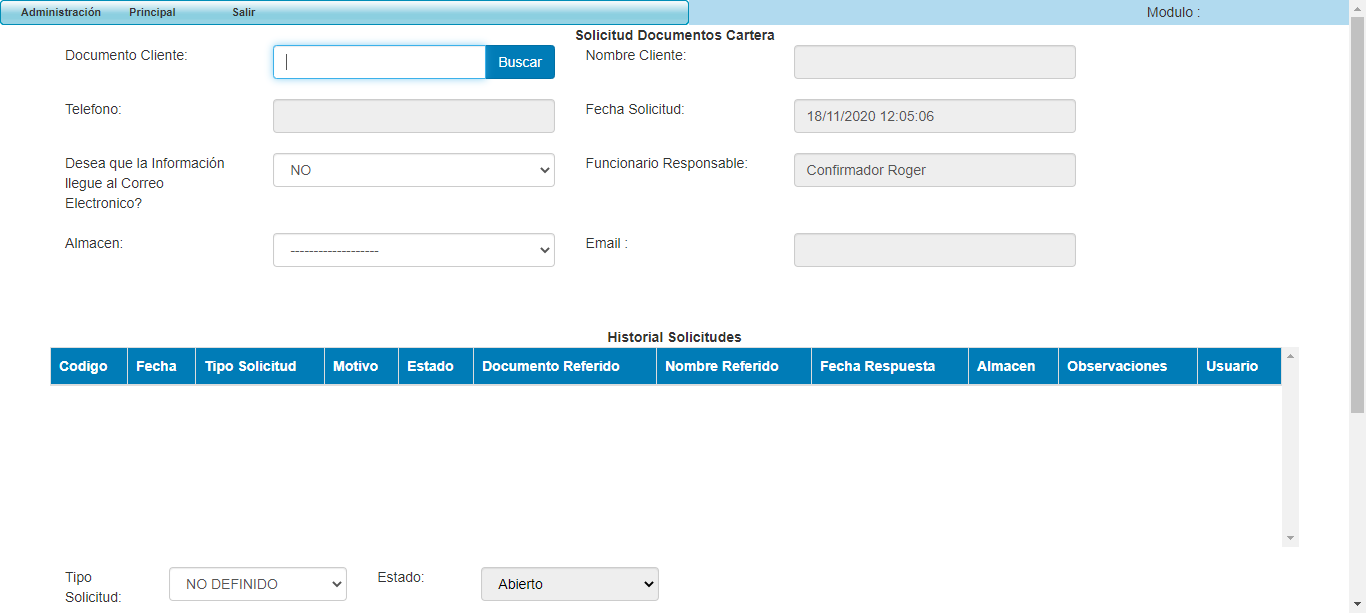 Administración Principal Salir Modulo :
Solicitud Documentos Cartera
Documento Cliente: Buscar Nombre Cliente:
Telefono: Fecha Solicitud: 18/11/2020 12:05:06
Desea que la Información
llegue al Correo
Electronico?
NO Funcionario Responsable: Confirmador Roger
Almacen: ------------------- Email :
Historial Solicitudes
Codigo Fecha Tipo Solicitud Motivo Estado Documento Referido Nombre Referido Fecha Respuesta Almacen Observaciones Usuario
Tipo
Solicitud:
NO DEFINIDO Estado: Abierto